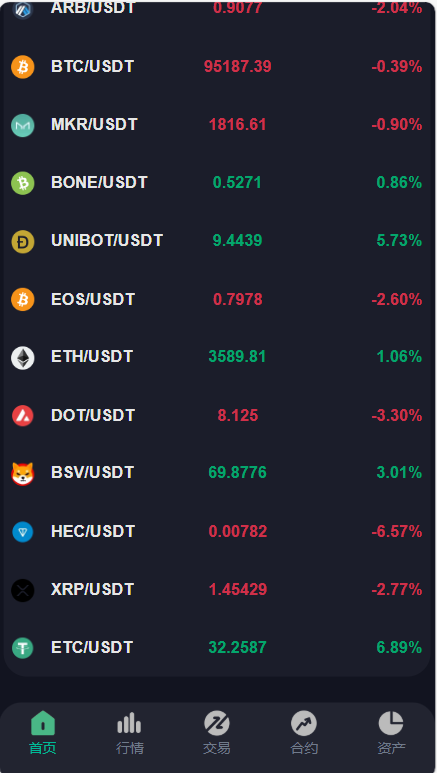 ARB/USDT 0.9077 -2.04%
BTC/USDT 95187.39 -0.39%
MKR/USDT 1816.61 -0.90%
BONE/USDT 0.5271 0.86%
UNIBOT/USDT 9.4439 5.73%
EOS/USDT 0.7978 -2.60%
ETH/USDT 3589.81 1.06%
DOT/USDT 8.125 -3.30%
BSV/USDT 69.8776 3.01%
HEC/USDT 0.00782 -6.57%
XRP/USDT 1.45429 -2.77%
ETC/USDT 32.2587 6.89%
首页 行情 交易 合约 资产